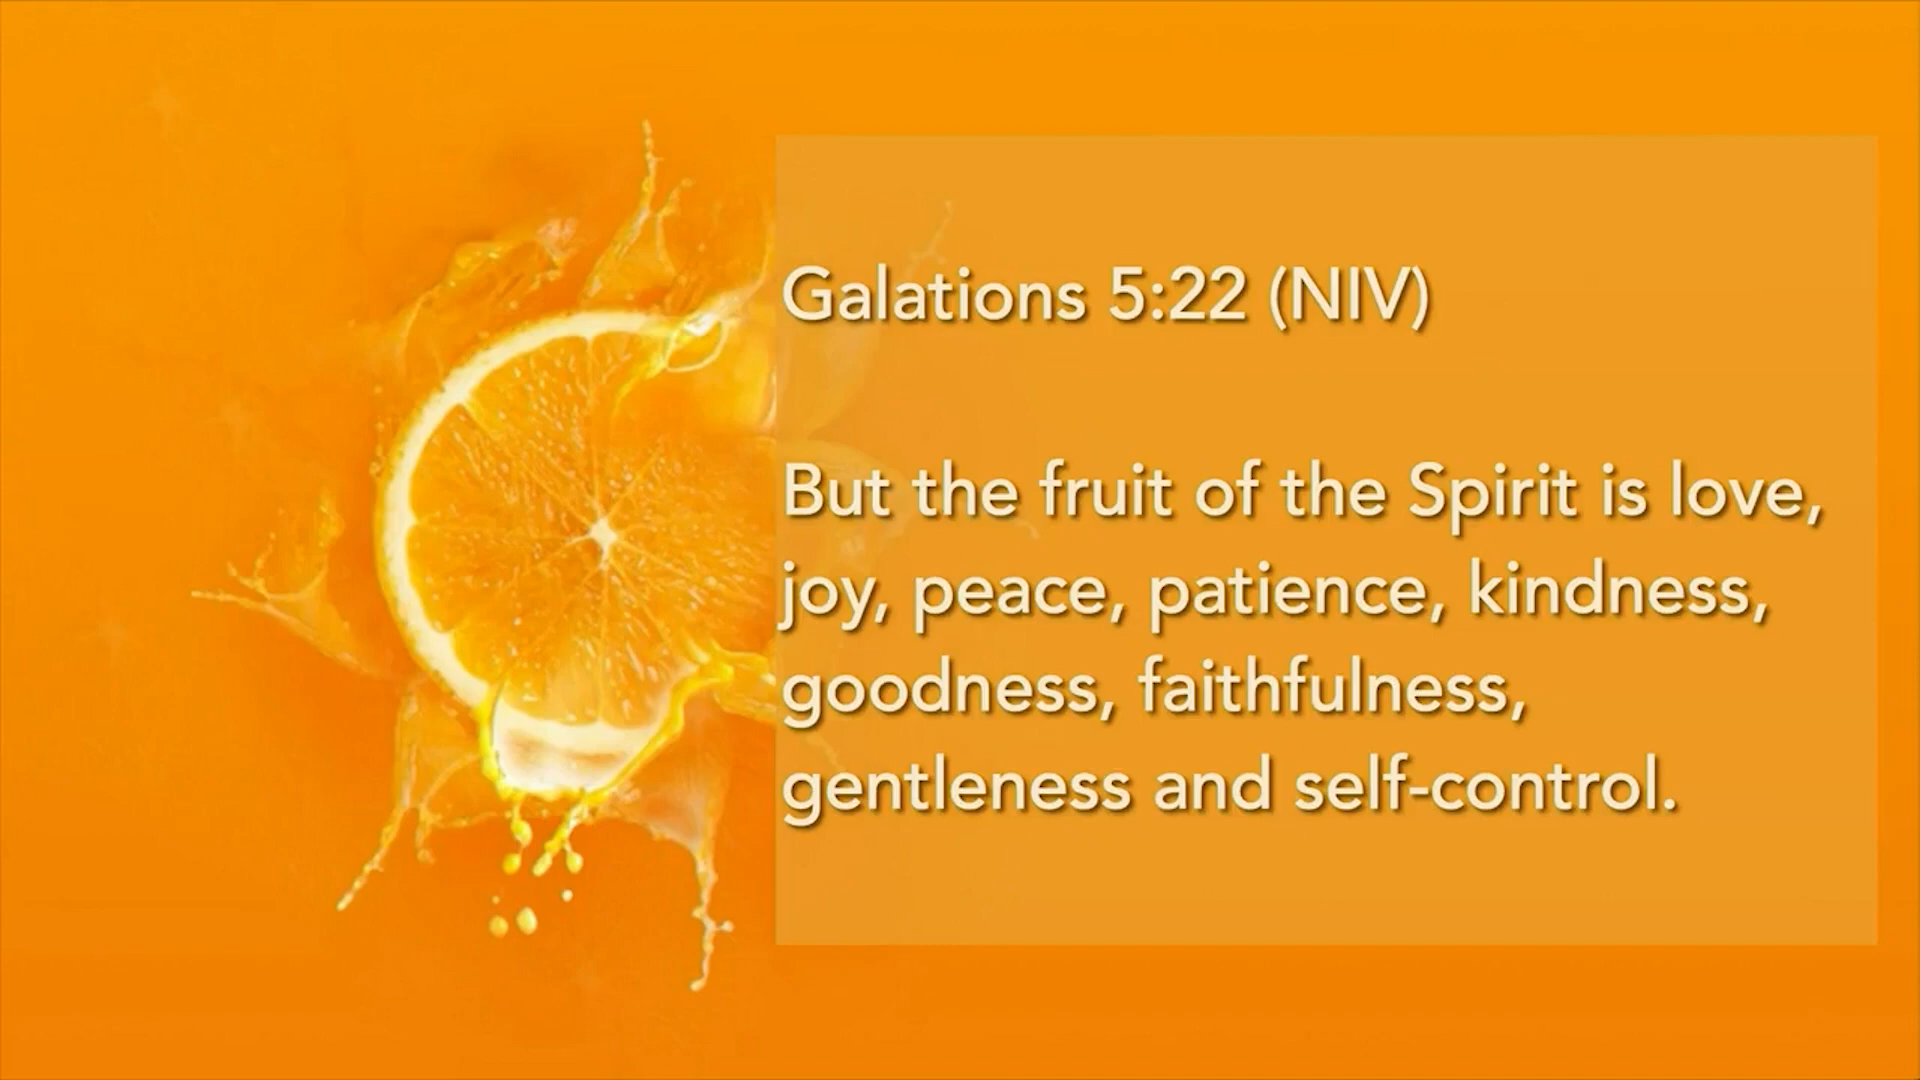 Galations 5:22 (NIV)
But the fruit of the Spirit is love,
joy, peace, patience, kindness,
goodness, faithfulness,
gentleness and self-control.